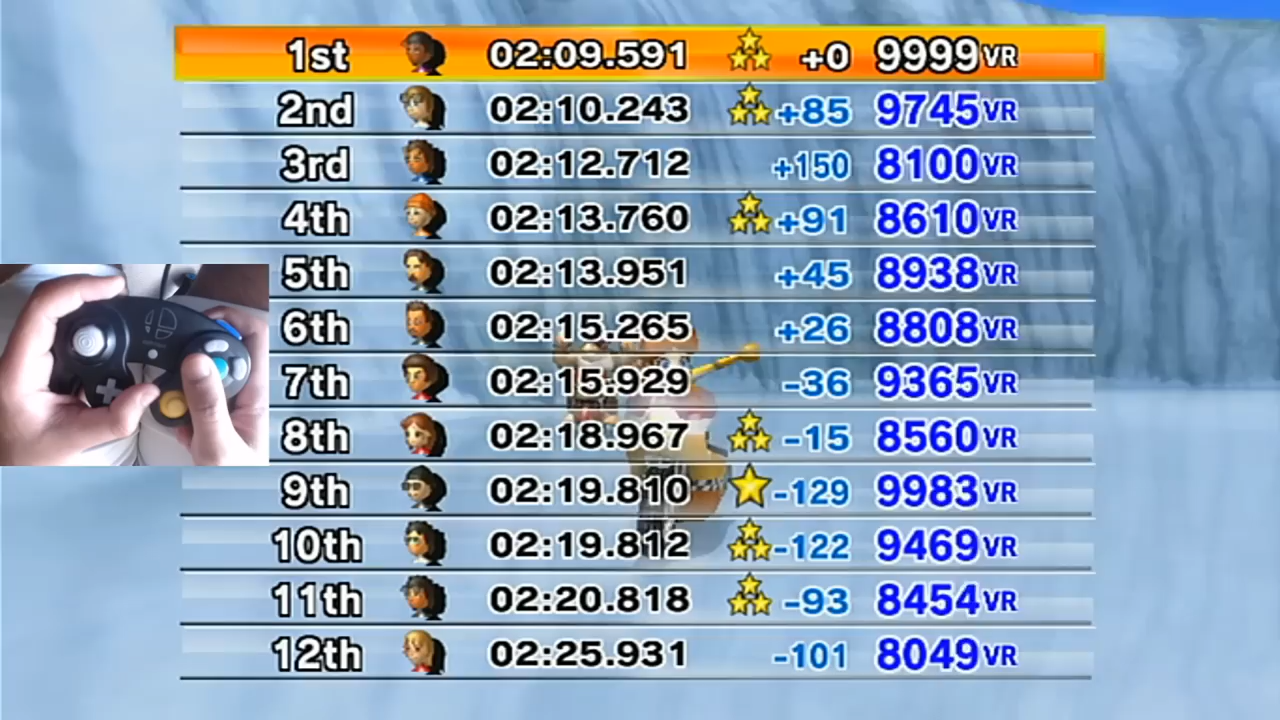 1st 02:09.591 +0 9999VR
2nd 02:10.243 +85 9745VR
3rd 02:12.712 +150 8100VR
4th 02:13.760 +91 8610VR
5th 02:13.951 +45 8938VR
6th 02:15.265 +26 8808VR
7th 02:15.929 -36 9365VR
8th 02:18.967 -15 8560VR
9th 02:19.810 -129 9983VR
10th 02:19.812 -122 9469VR
11th 02:20.818 -93 8454VR
12th 02:25.931 -101 8049VR